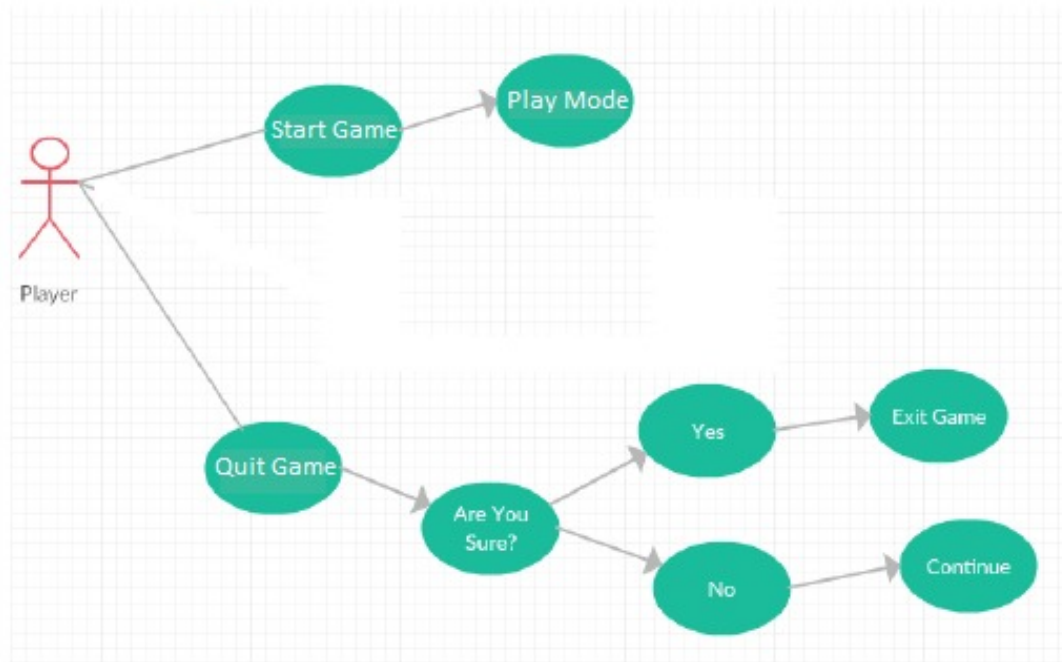 Start Game
Play Mode
Player
Quit Game
Are You
Sure?
Yes
Exit Game
No
Continue